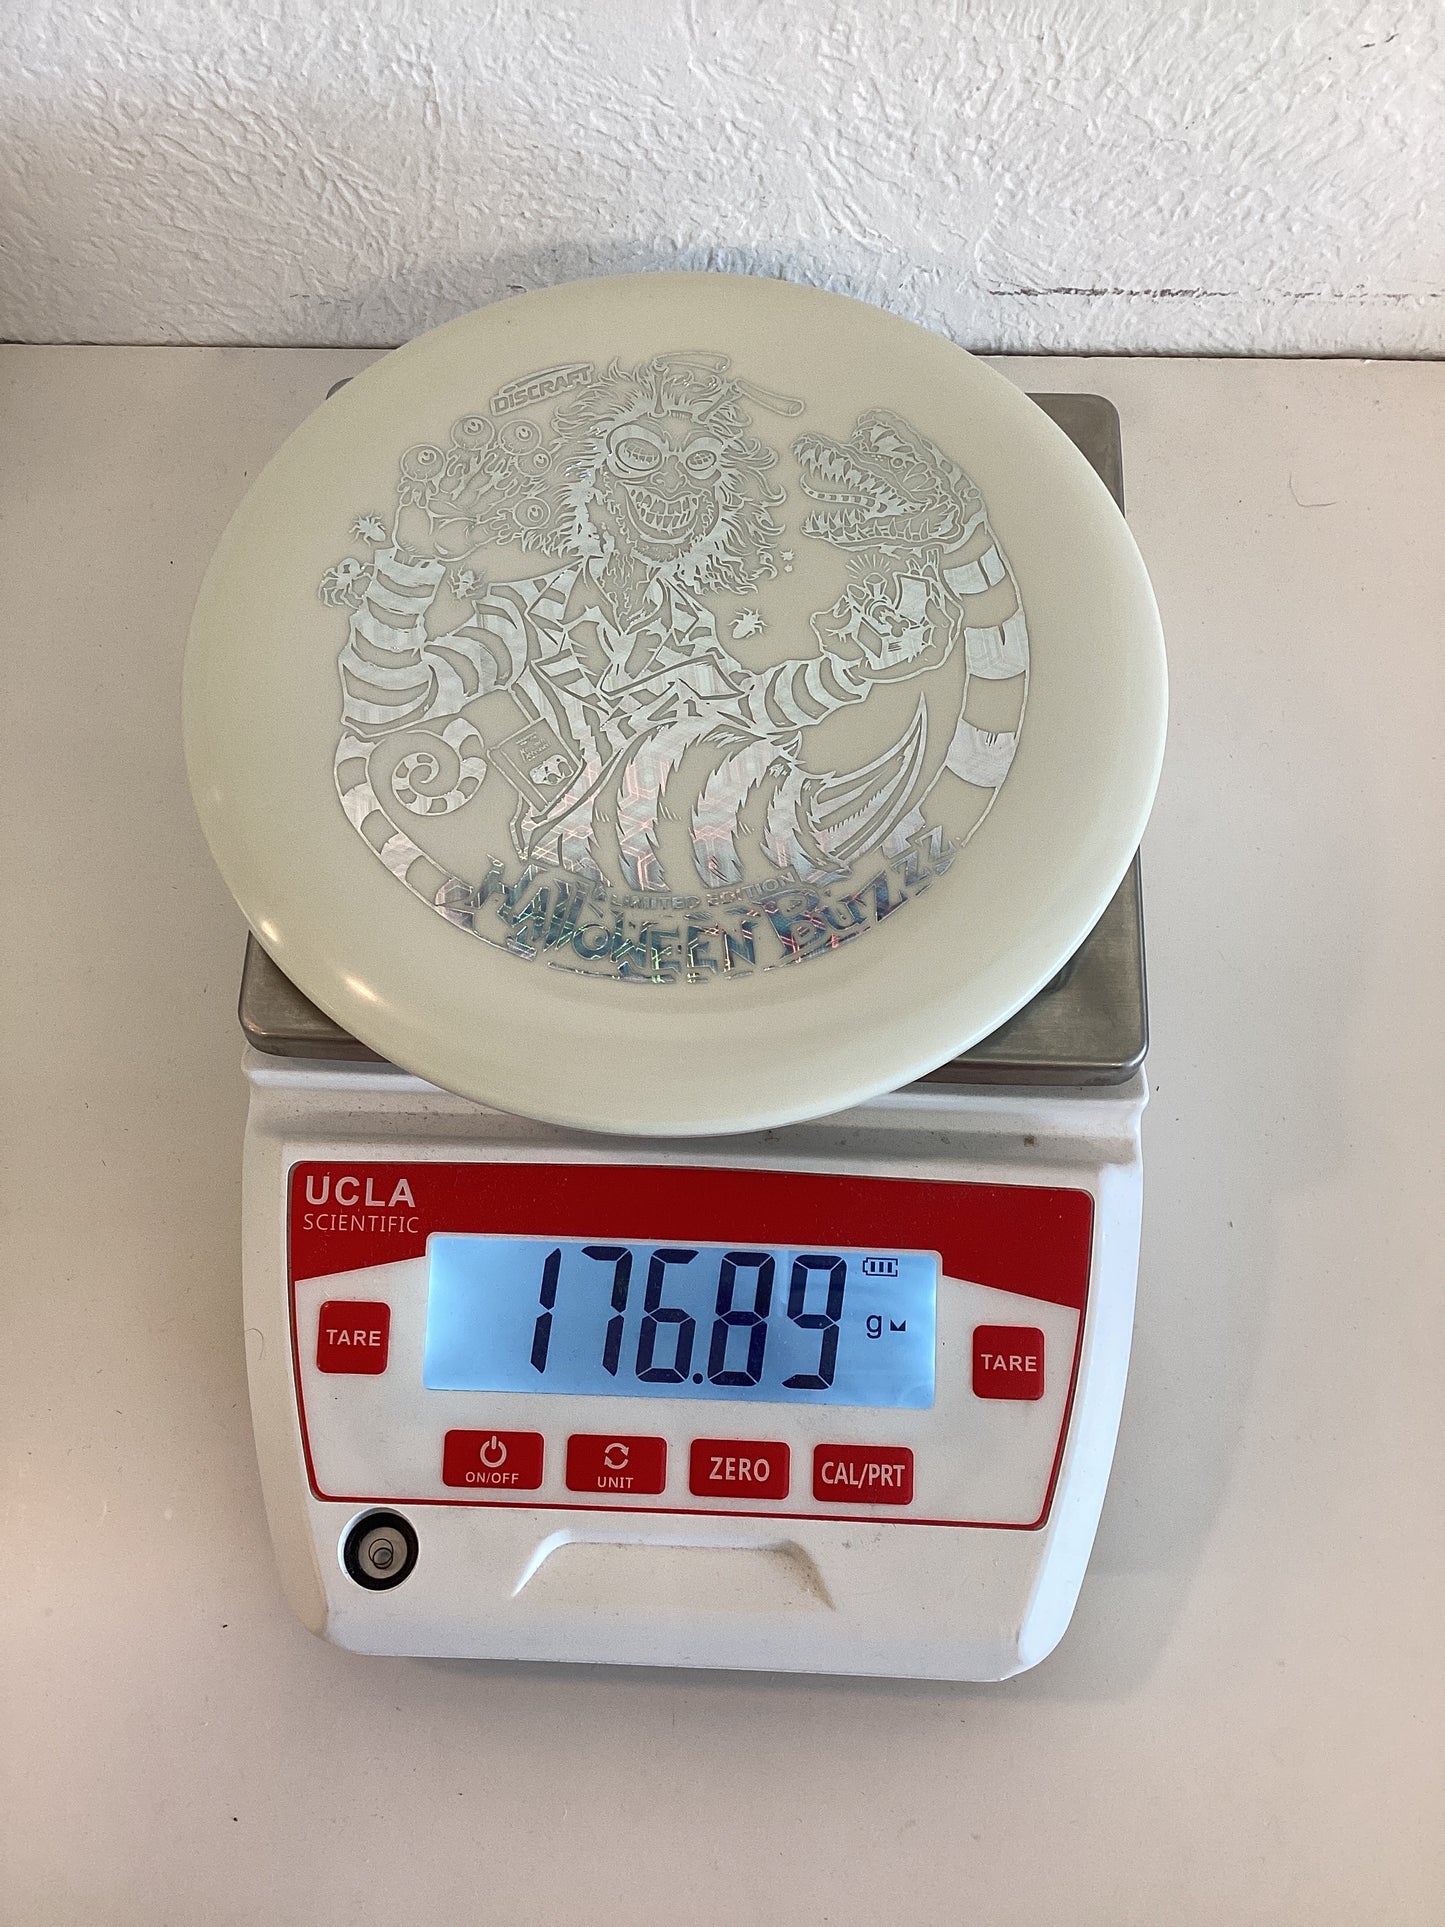 DISCRAFT
LIMITED EDITION
HALLOWEEN BUZZZ
UCLA
SCIENTIFIC
176.89 g
TARE
TARE
ON/OFF
UNIT
ZERO
CAL/PRT